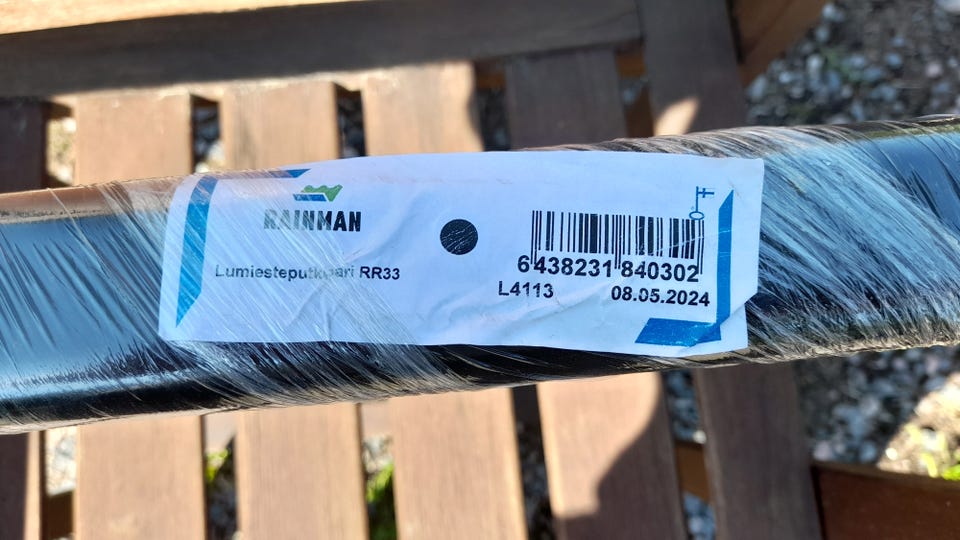 RAINMAN
Lumiesteputkipari RR33
6 438231 840302
L4113 08.05.2024